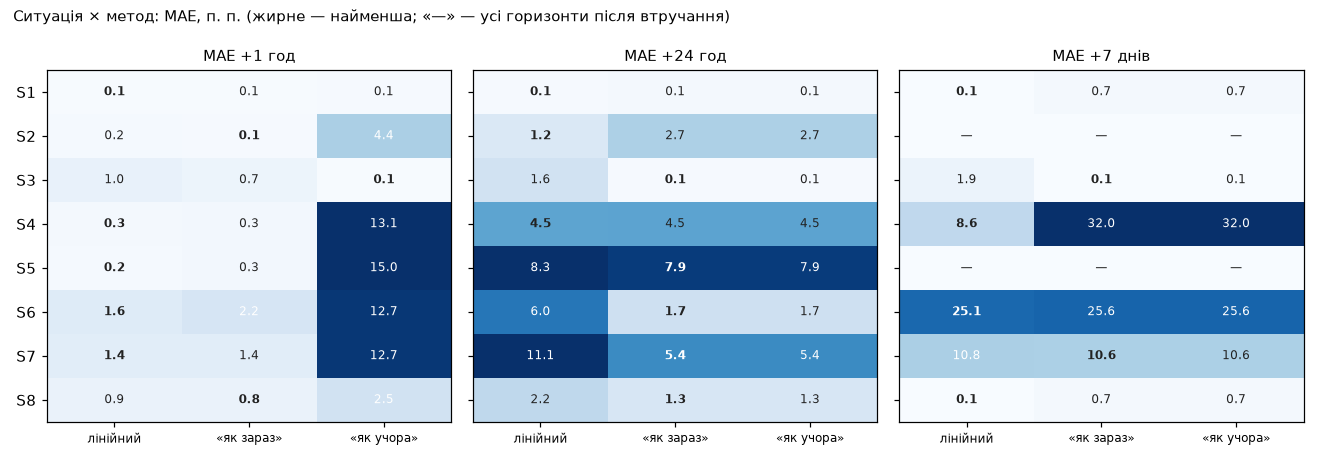 Ситуація × метод: MAE, п. п. (жирне — найменша; «—» — усі горизонти після втручання)
MAE +1 год
MAE +24 год
MAE +7 днів
S1 0.1 0.1 0.1 0.1 0.1 0.1 0.1 0.7 0.7
S2 0.2 0.1 4.4 1.2 2.7 2.7 — — —
S3 1.0 0.7 0.1 1.6 0.1 0.1 1.9 0.1 0.1
S4 0.3 0.3 13.1 4.5 4.5 4.5 8.6 32.0 32.0
S5 0.2 0.3 15.0 8.3 7.9 7.9 — — —
S6 1.6 2.2 12.7 6.0 1.7 1.7 25.1 25.6 25.6
S7 1.4 1.4 12.7 11.1 5.4 5.4 10.8 10.6 10.6
S8 0.9 0.8 2.5 2.2 1.3 1.3 0.1 0.7 0.7
лінійний «як зараз» «як учора» лінійний «як зараз» «як учора» лінійний «як зараз» «як учора»